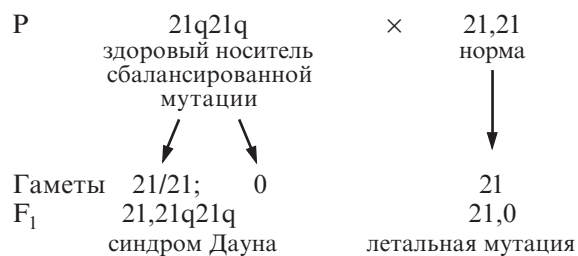 P 21q21q × 21,21
здоровый носитель норма
сбалансированной
мутации
Гаметы 21/21; 0 21
F₁ 21,21q21q 21,0
синдром Дауна летальная мутация